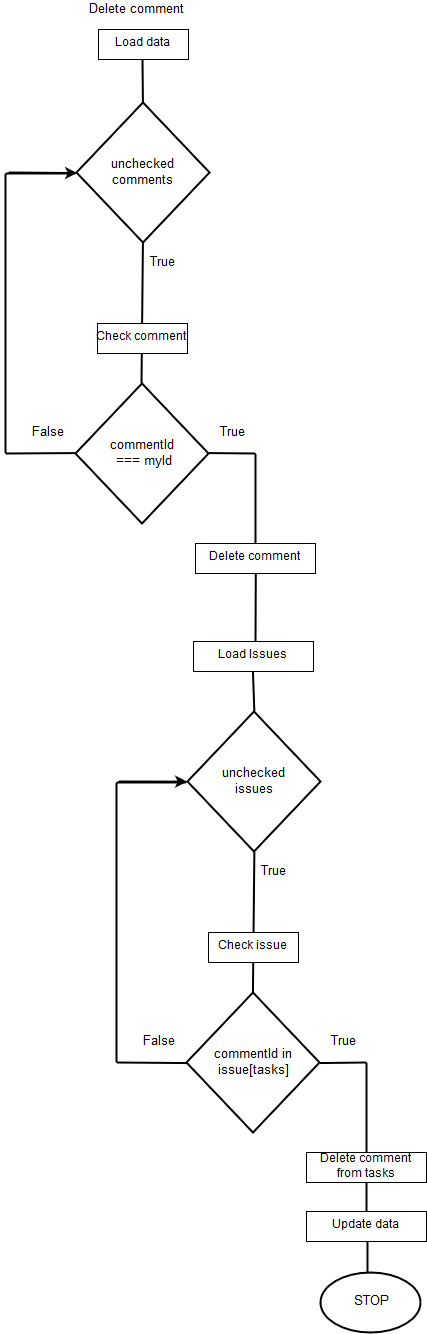 Delete comment
Load data
unchecked
comments
True
Check comment
False
True
commentId
=== myId
Delete comment
Load Issues
unchecked
issues
True
Check issue
False
True
commentId in
issue[tasks]
Delete comment
from tasks
Update data
STOP